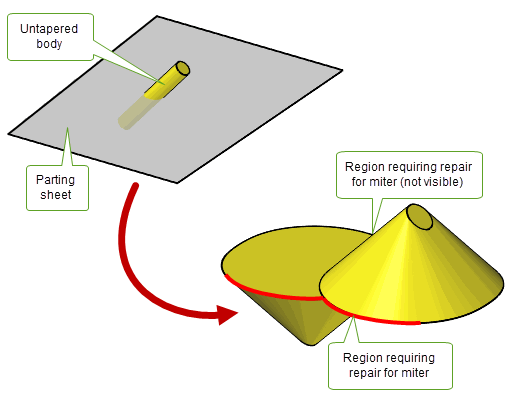 Untapered
body
Parting
sheet
Region requiring repair
for miter (not visible)
Region requiring
repair for miter